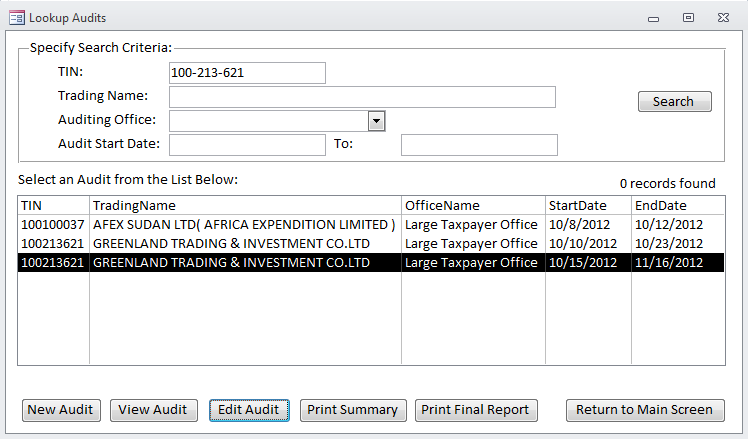 Lookup Audits
Specify Search Criteria:
TIN: 100-213-621
Trading Name:
Search
Auditing Office:
Audit Start Date: To:
Select an Audit from the List Below: 0 records found
TIN TradingName OfficeName StartDate EndDate
100100037 AFEX SUDAN LTD( AFRICA EXPENDITION LIMITED ) Large Taxpayer Office 10/8/2012 10/12/2012
100213621 GREENLAND TRADING & INVESTMENT CO.LTD Large Taxpayer Office 10/10/2012 10/23/2012
100213621 GREENLAND TRADING & INVESTMENT CO.LTD Large Taxpayer Office 10/15/2012 11/16/2012
New Audit View Audit Edit Audit Print Summary Print Final Report Return to Main Screen